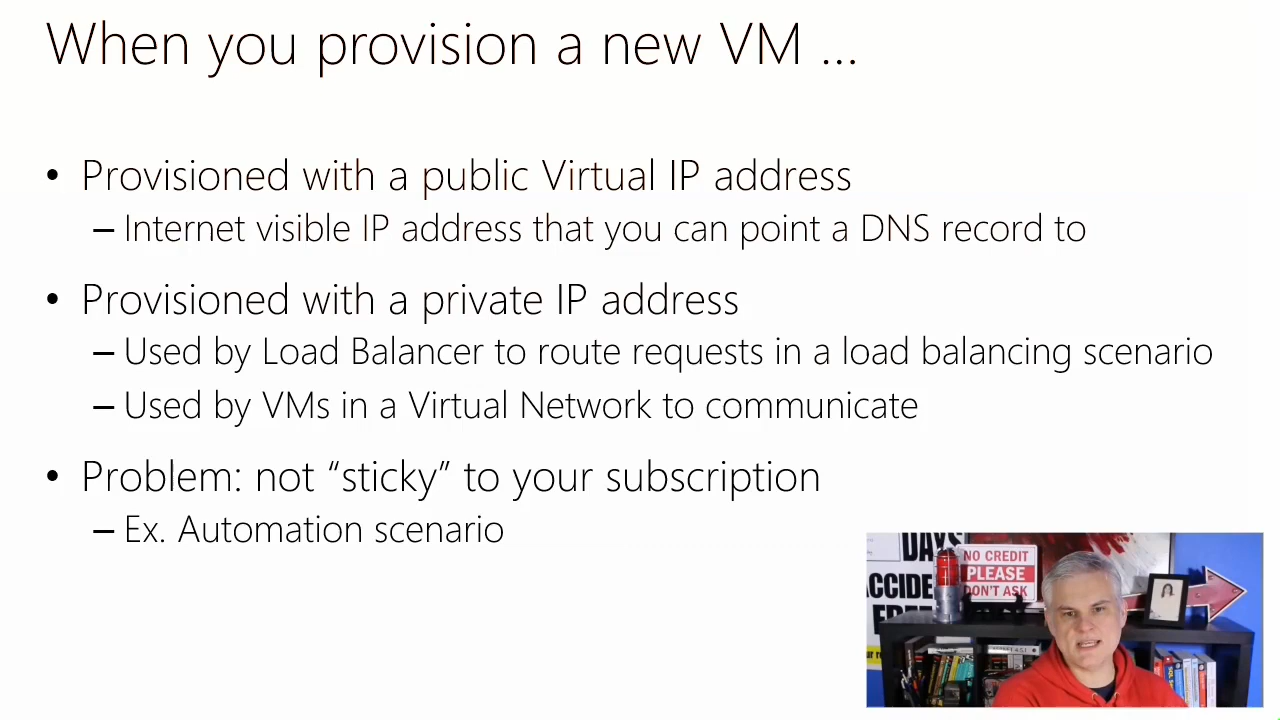 When you provision a new VM ...
• Provisioned with a public Virtual IP address
– Internet visible IP address that you can point a DNS record to
• Provisioned with a private IP address
– Used by Load Balancer to route requests in a load balancing scenario
– Used by VMs in a Virtual Network to communicate
• Problem: not “sticky” to your subscription
– Ex. Automation scenario
DAYS
ACCIDE
FREE
NO CREDIT
PLEASE
DON'T ASK